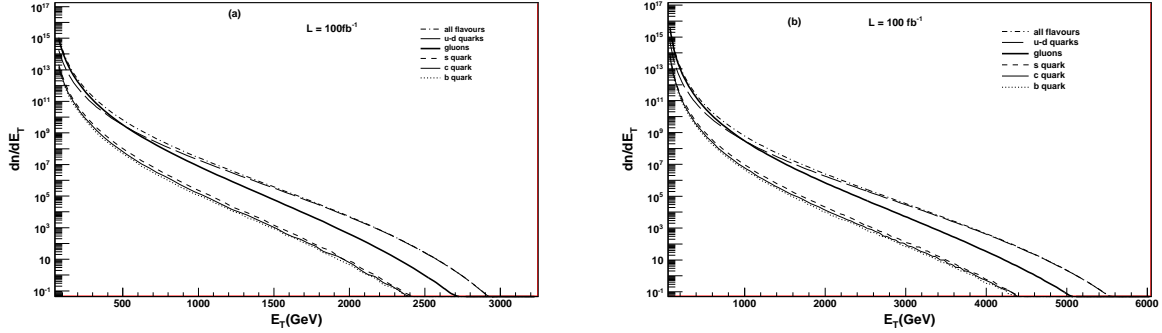 (a)
L = 100fb⁻¹
all flavours
u-d quarks
gluons
s quark
c quark
b quark
dn/dE_T
10¹⁷
10¹⁵
10¹³
10¹¹
10⁹
10⁷
10⁵
10³
10
10⁻¹
500 1000 1500 2000 2500 3000
E_T(GeV)
(b)
L = 100 fb⁻¹
all flavours
u-d quarks
gluons
s quark
c quark
b quark
dn/dE_T
10¹⁷
10¹⁵
10¹³
10¹¹
10⁹
10⁷
10⁵
10³
10
10⁻¹
1000 2000 3000 4000 5000 6000
E_T(GeV)